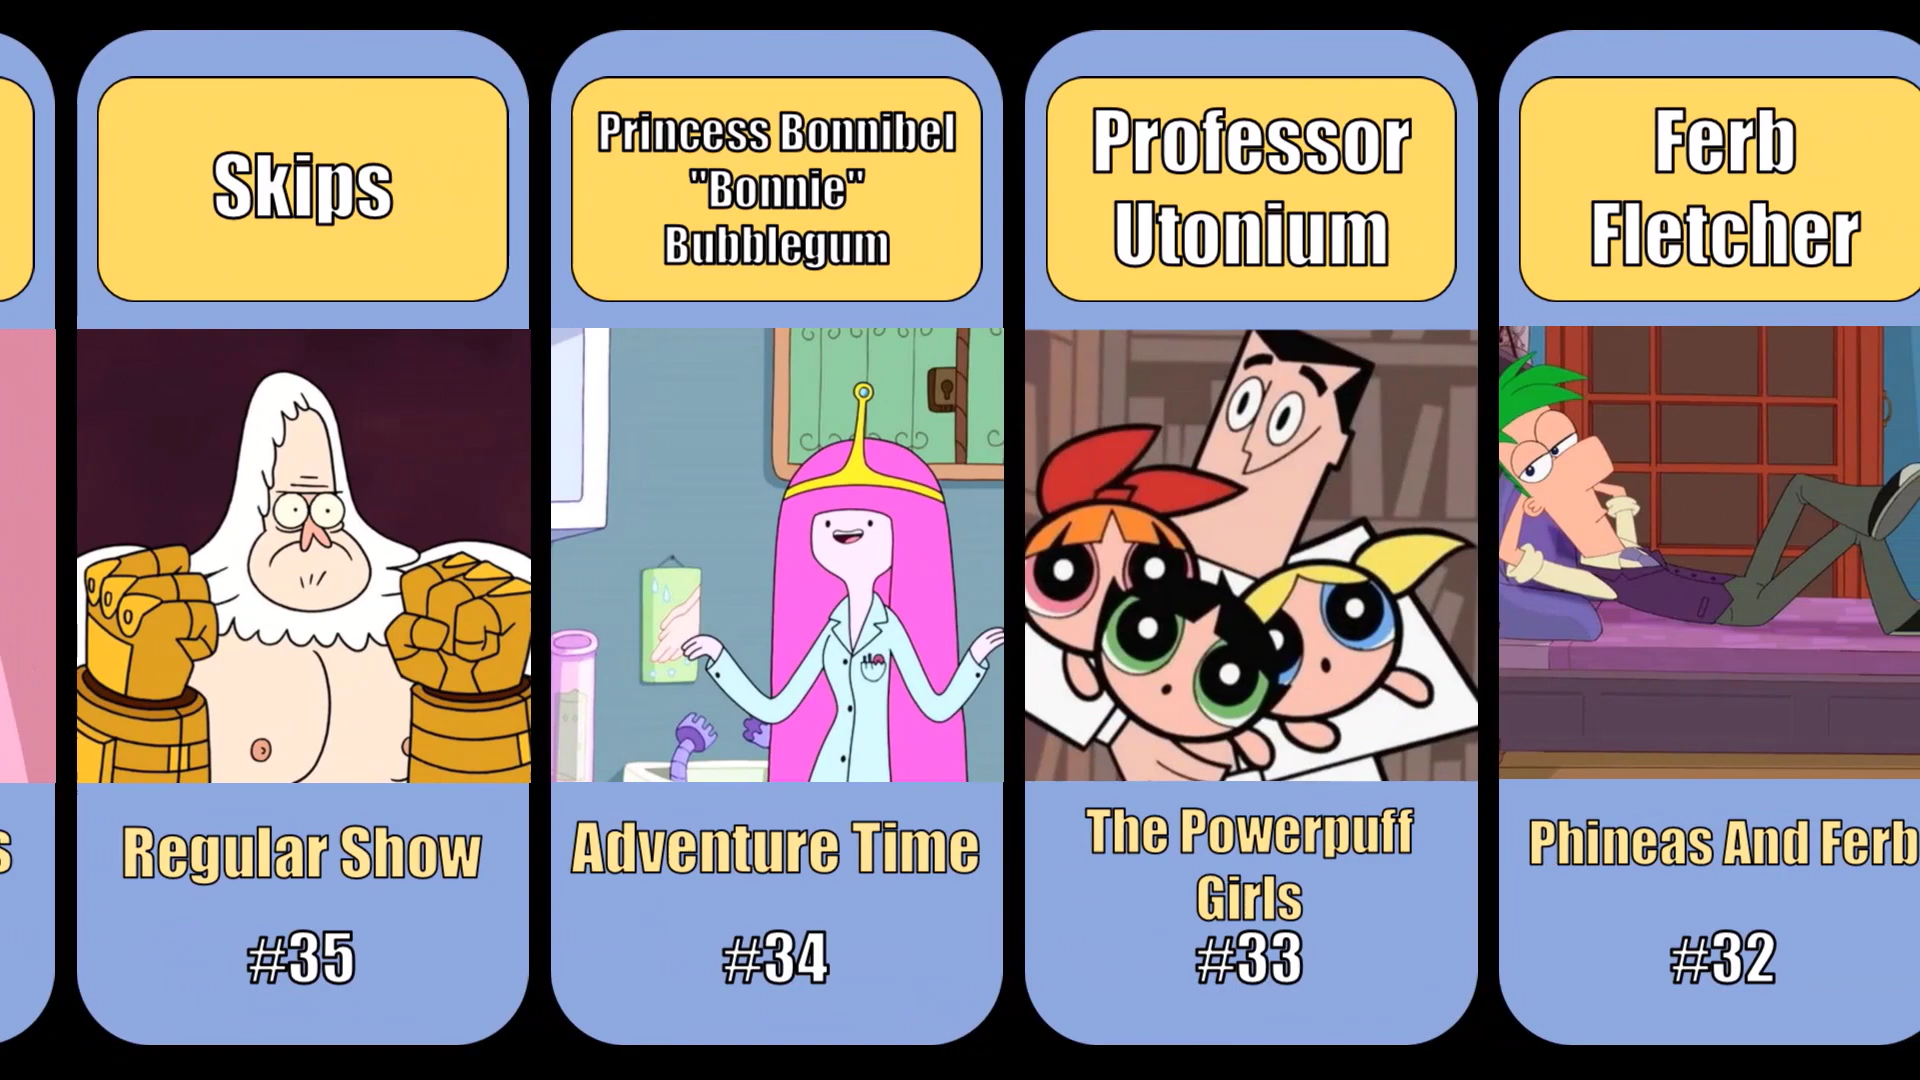 Skips
Regular Show
#35
Princess Bonnibel
"Bonnie"
Bubblegum
Adventure Time
#34
Professor
Utonium
The Powerpuff
Girls
#33
Ferb
Fletcher
Phineas And Ferb
#32